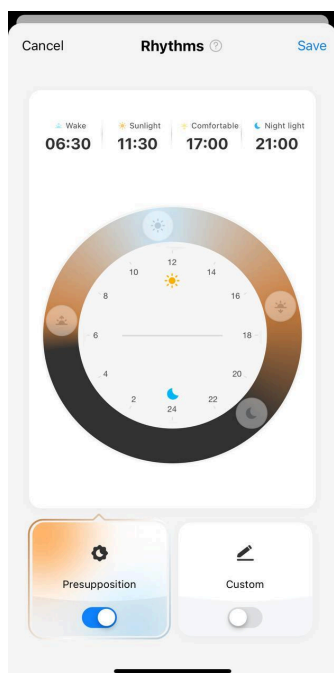 Cancel Rhythms ? Save
Wake Sunlight Comfortable Night light
06:30 11:30 17:00 21:00
12
10 14
8 16
6 18
4 20
2 22
24
Presupposition Custom